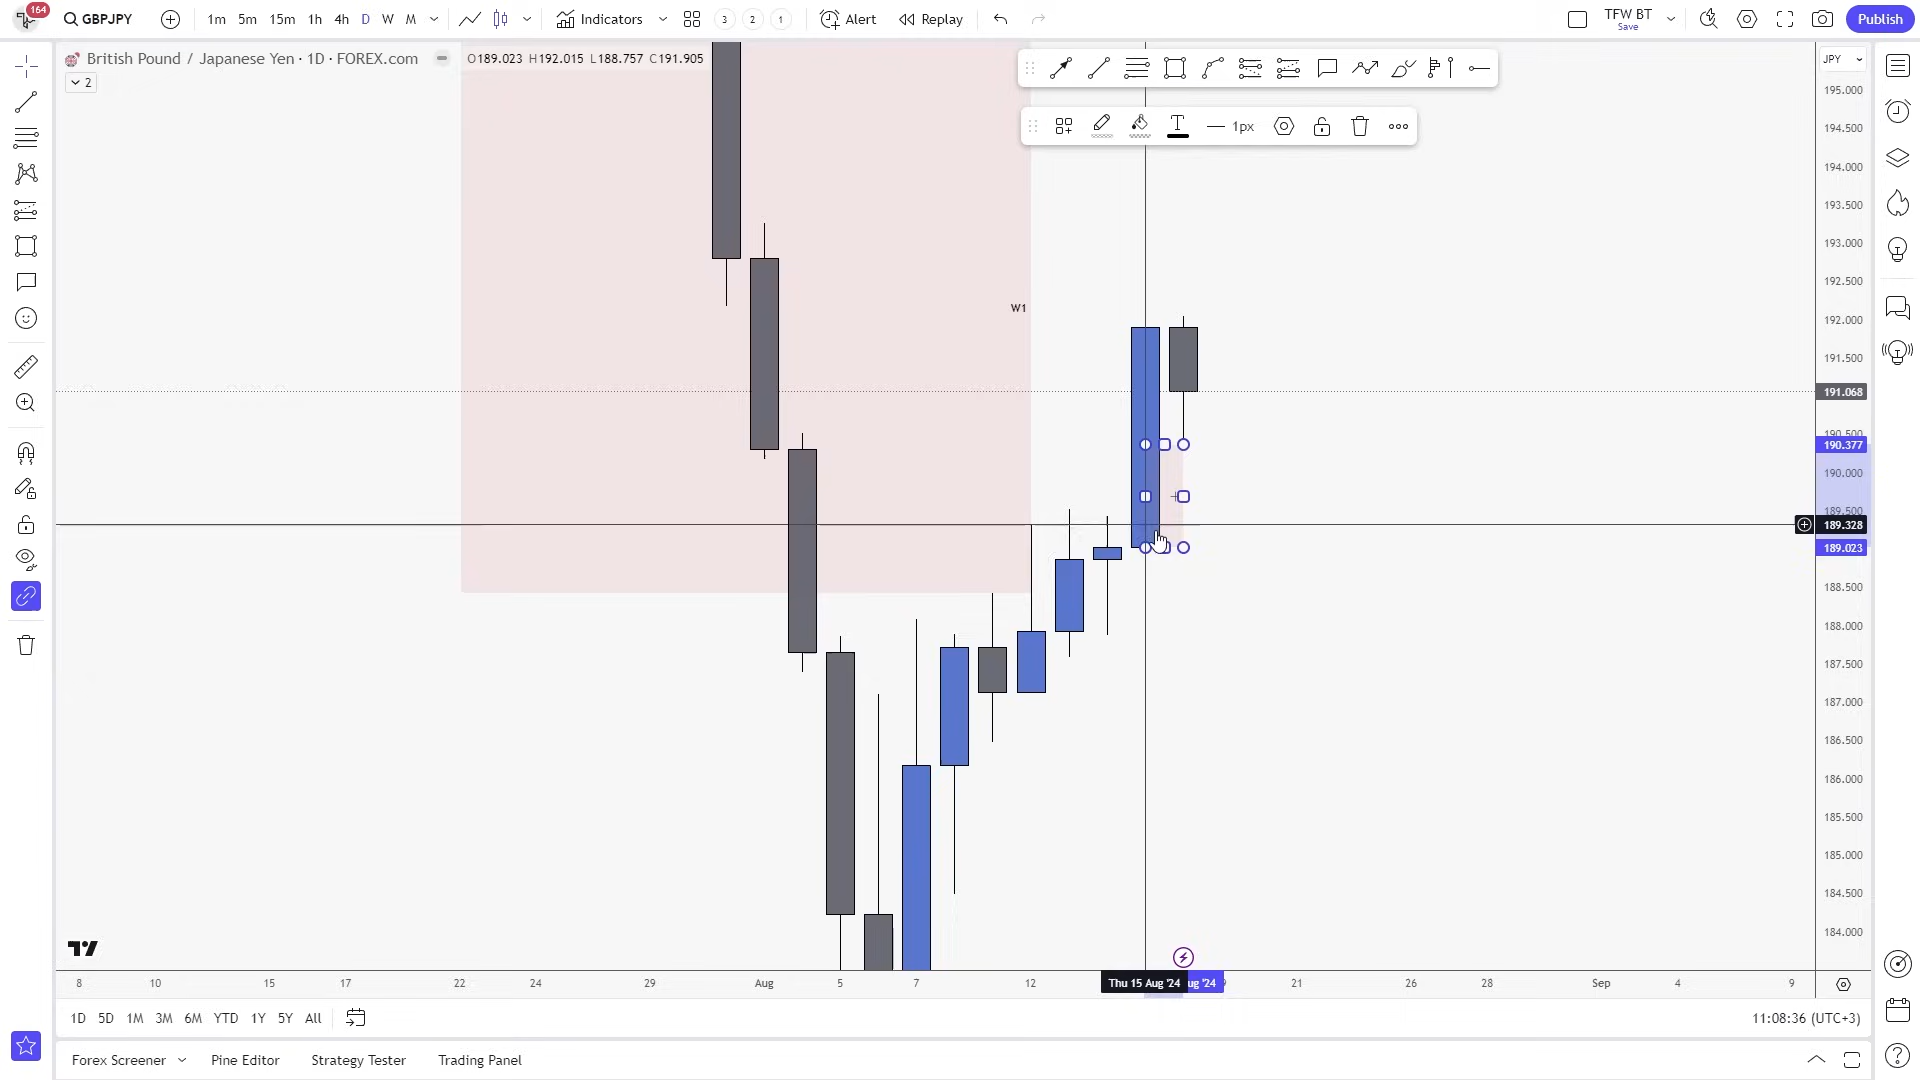 164
GBPJPY
1m 5m 15m 1h 4h D W M
Indicators
3 2 1
Alert
Replay
TFW BT
Save
Publish
British Pound / Japanese Yen · 1D · FOREX.com
O189.023 H192.015 L188.757 C191.905
2
1px
JPY
W1
195.000
194.500
194.000
193.500
193.000
192.500
192.000
191.500
191.068
190.500
190.377
190.000
189.500
189.328
189.023
188.500
188.000
187.500
187.000
186.500
186.000
185.500
185.000
184.500
184.000
8 10 15 17 22 24 29 Aug 5 7 12 Thu 15 Aug '24 ug '24 21 26 28 Sep 4 9
1D 5D 1M 3M 6M YTD 1Y 5Y All
11:08:36 (UTC+3)
Forex Screener Pine Editor Strategy Tester Trading Panel